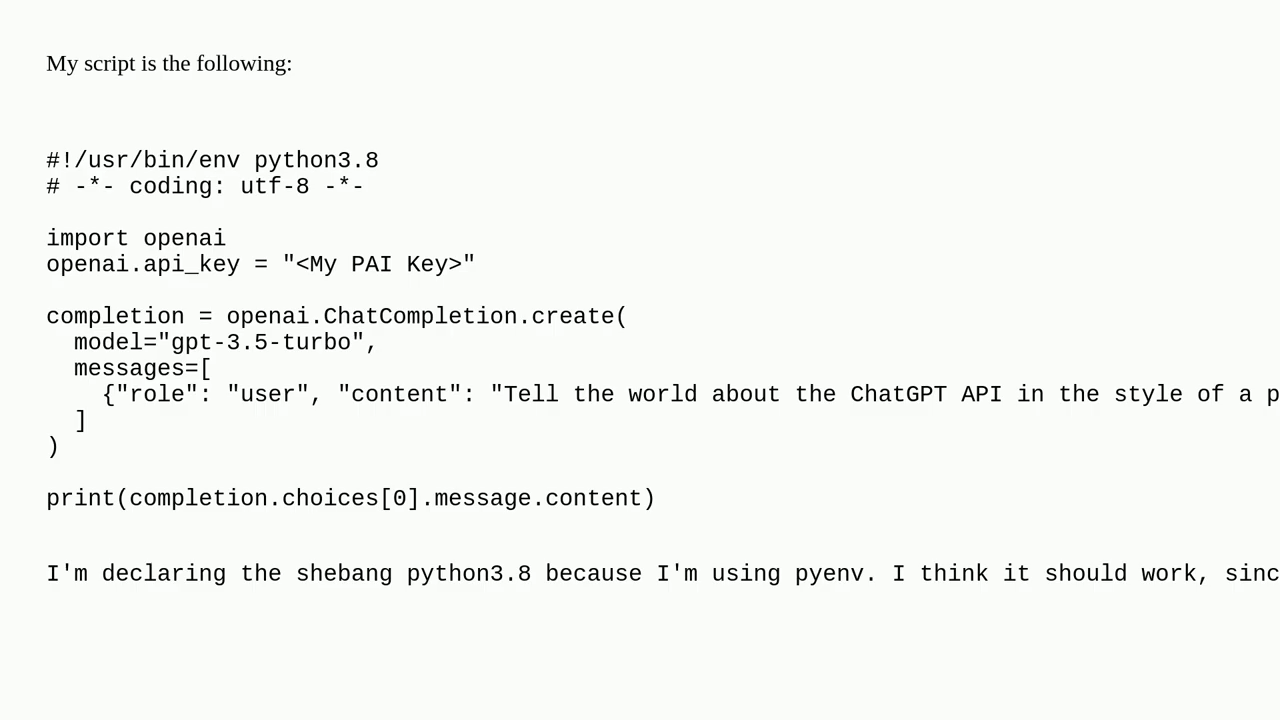 My script is the following:
#!/usr/bin/env python3.8
# -*- coding: utf-8 -*-
import openai
openai.api_key = "<My PAI Key>"
completion = openai.ChatCompletion.create(
  model="gpt-3.5-turbo",
  messages=[
    {"role": "user", "content": "Tell the world about the ChatGPT API in the style of a
  ]
)
print(completion.choices[0].message.content)
I'm declaring the shebang python3.8 because I'm using pyenv. I think it should work,